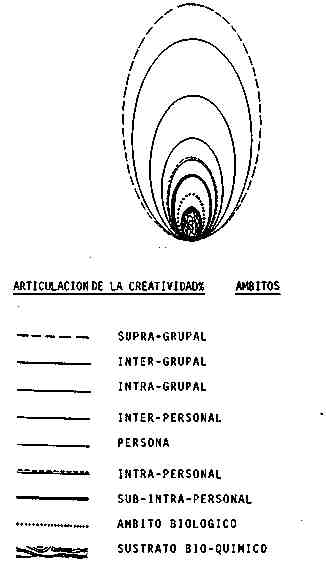 ARTICULACION DE LA CREATIVIDAD% AMBITOS
SUPRA-GRUPAL
INTER-GRUPAL
INTRA-GRUPAL
INTER-PERSONAL
PERSONA
INTRA-PERSONAL
SUB-INTRA-PERSONAL
AMBITO BIOLOGICO
SUSTRATO BIO-QUIMICO